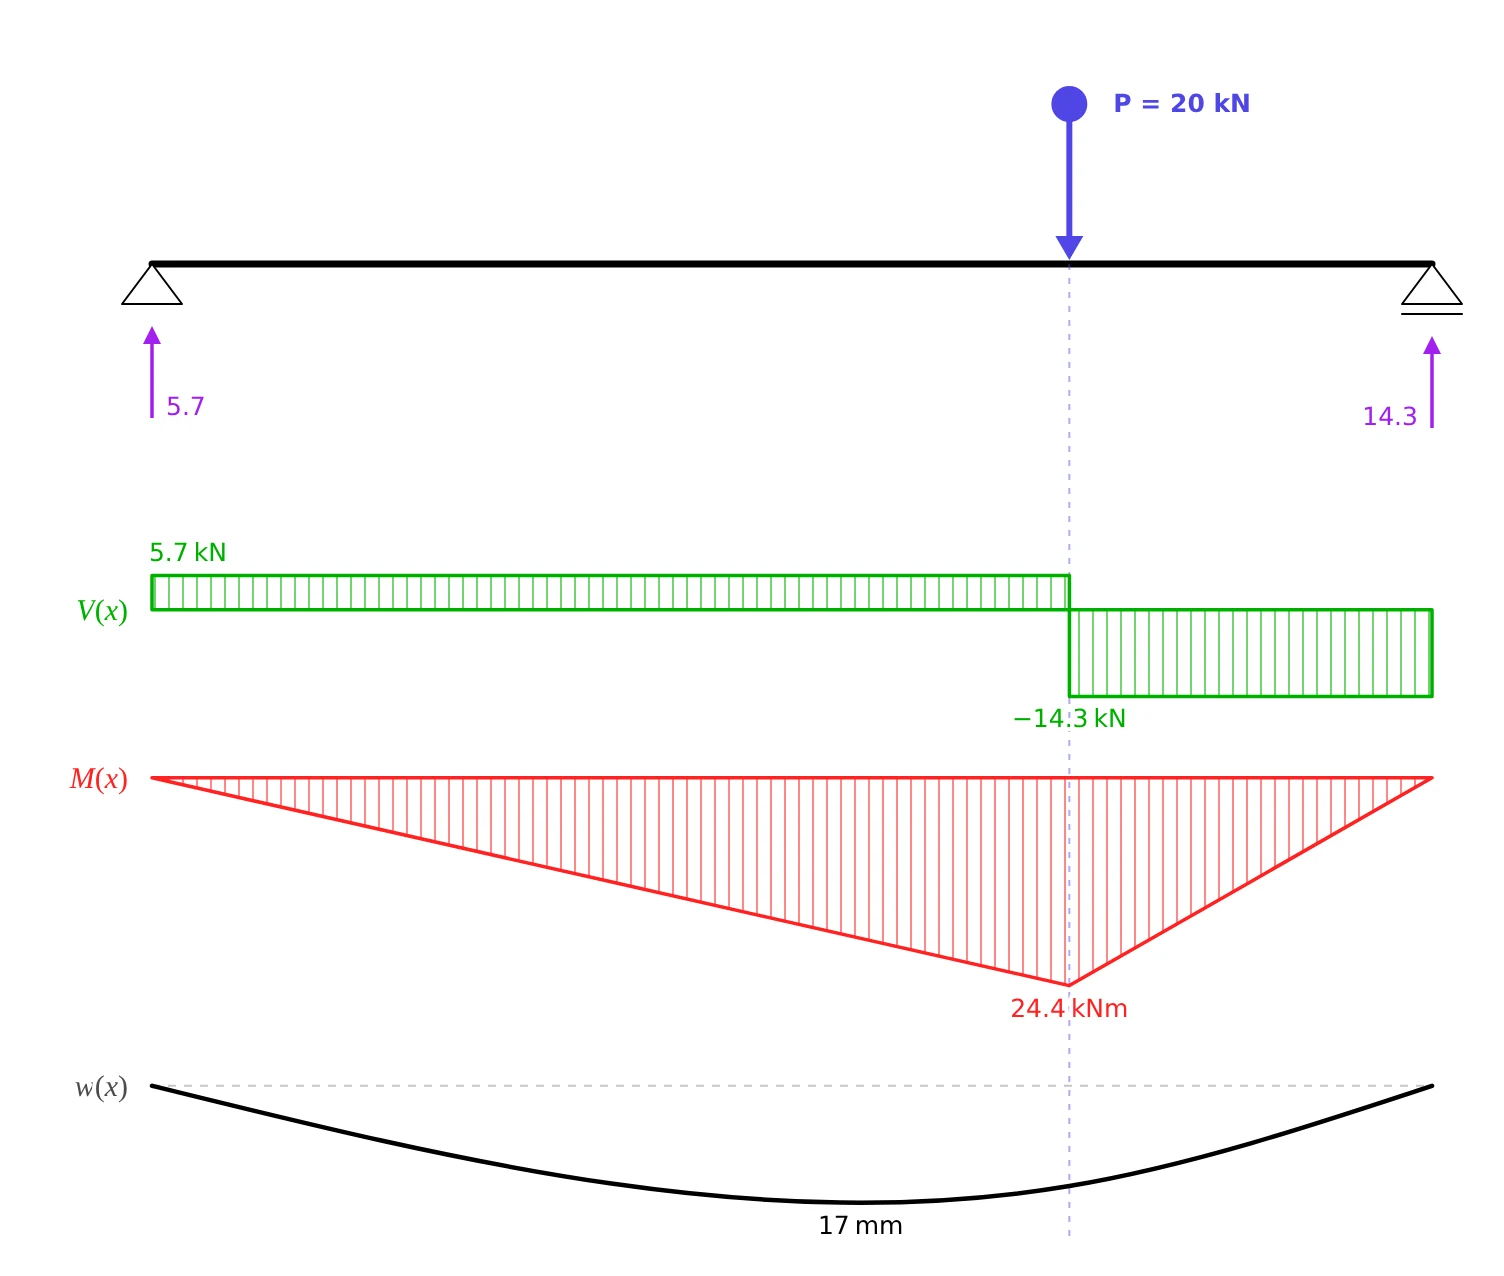 P = 20 kN
5.7
14.3
5.7 kN
V(x)
−14.3 kN
M(x)
24.4 kNm
w(x)
17 mm